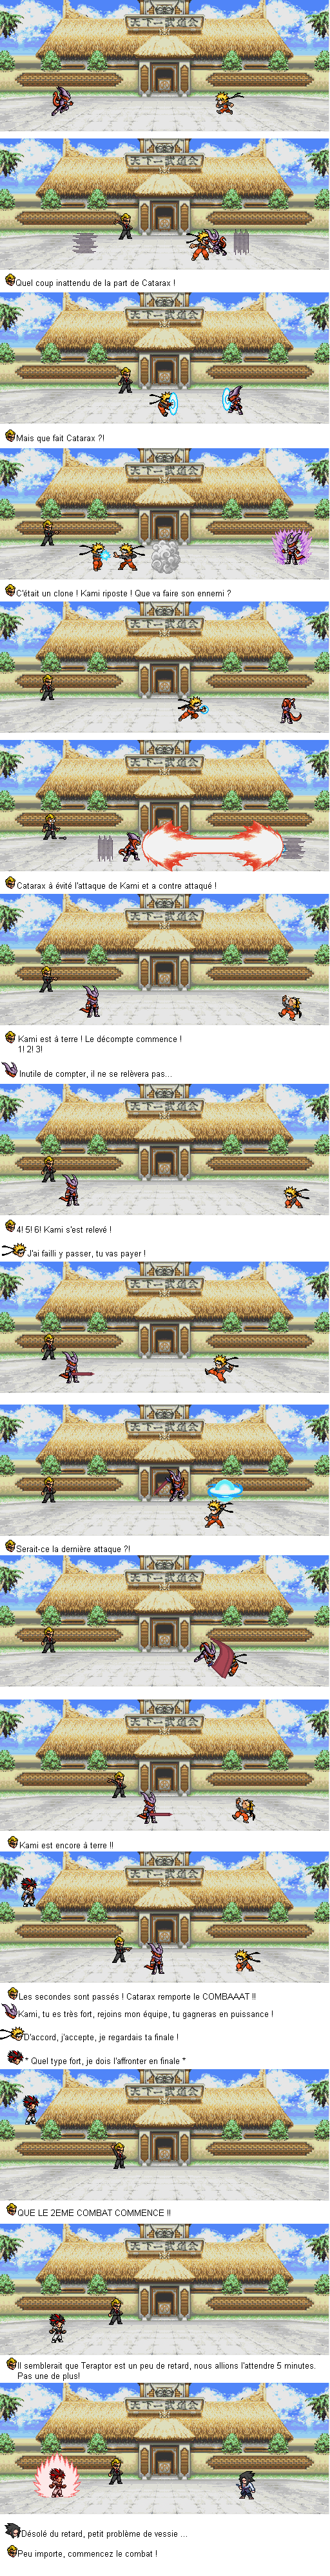 Quel coup inattendu de la part de Catarax !
Mais que fait Catarax ?!
C'était un clone ! Kami riposte ! Que va faire son ennemi ?
Catarax à évité l'attaque de Kami et a contre attaqué !
Kami est à terre ! Le décompte commence !
1! 2! 3!
Inutile de compter, il ne se relèvera pas...
4! 5! 6! Kami s'est relevé !
J'ai failli y passer, tu vas payer !
Serait-ce la dernière attaque ?!
Kami est encore à terre !!
Les secondes sont passés ! Catarax remporte le COMBAAAT !!
Kami, tu es très fort, rejoins mon équipe, tu gagneras en puissance !
D'accord, j'accepte, je regardais ta finale !
* Quel type fort, je dois l'affronter en finale *
QUE LE 2EME COMBAT COMMENCE !!
Il semblerait que Teraptor est un peu de retard, nous allions l'attendre 5 minutes.
Pas une de plus!
Désolé du retard, petit problème de vessie ...
Peu importe, commencez le combat !